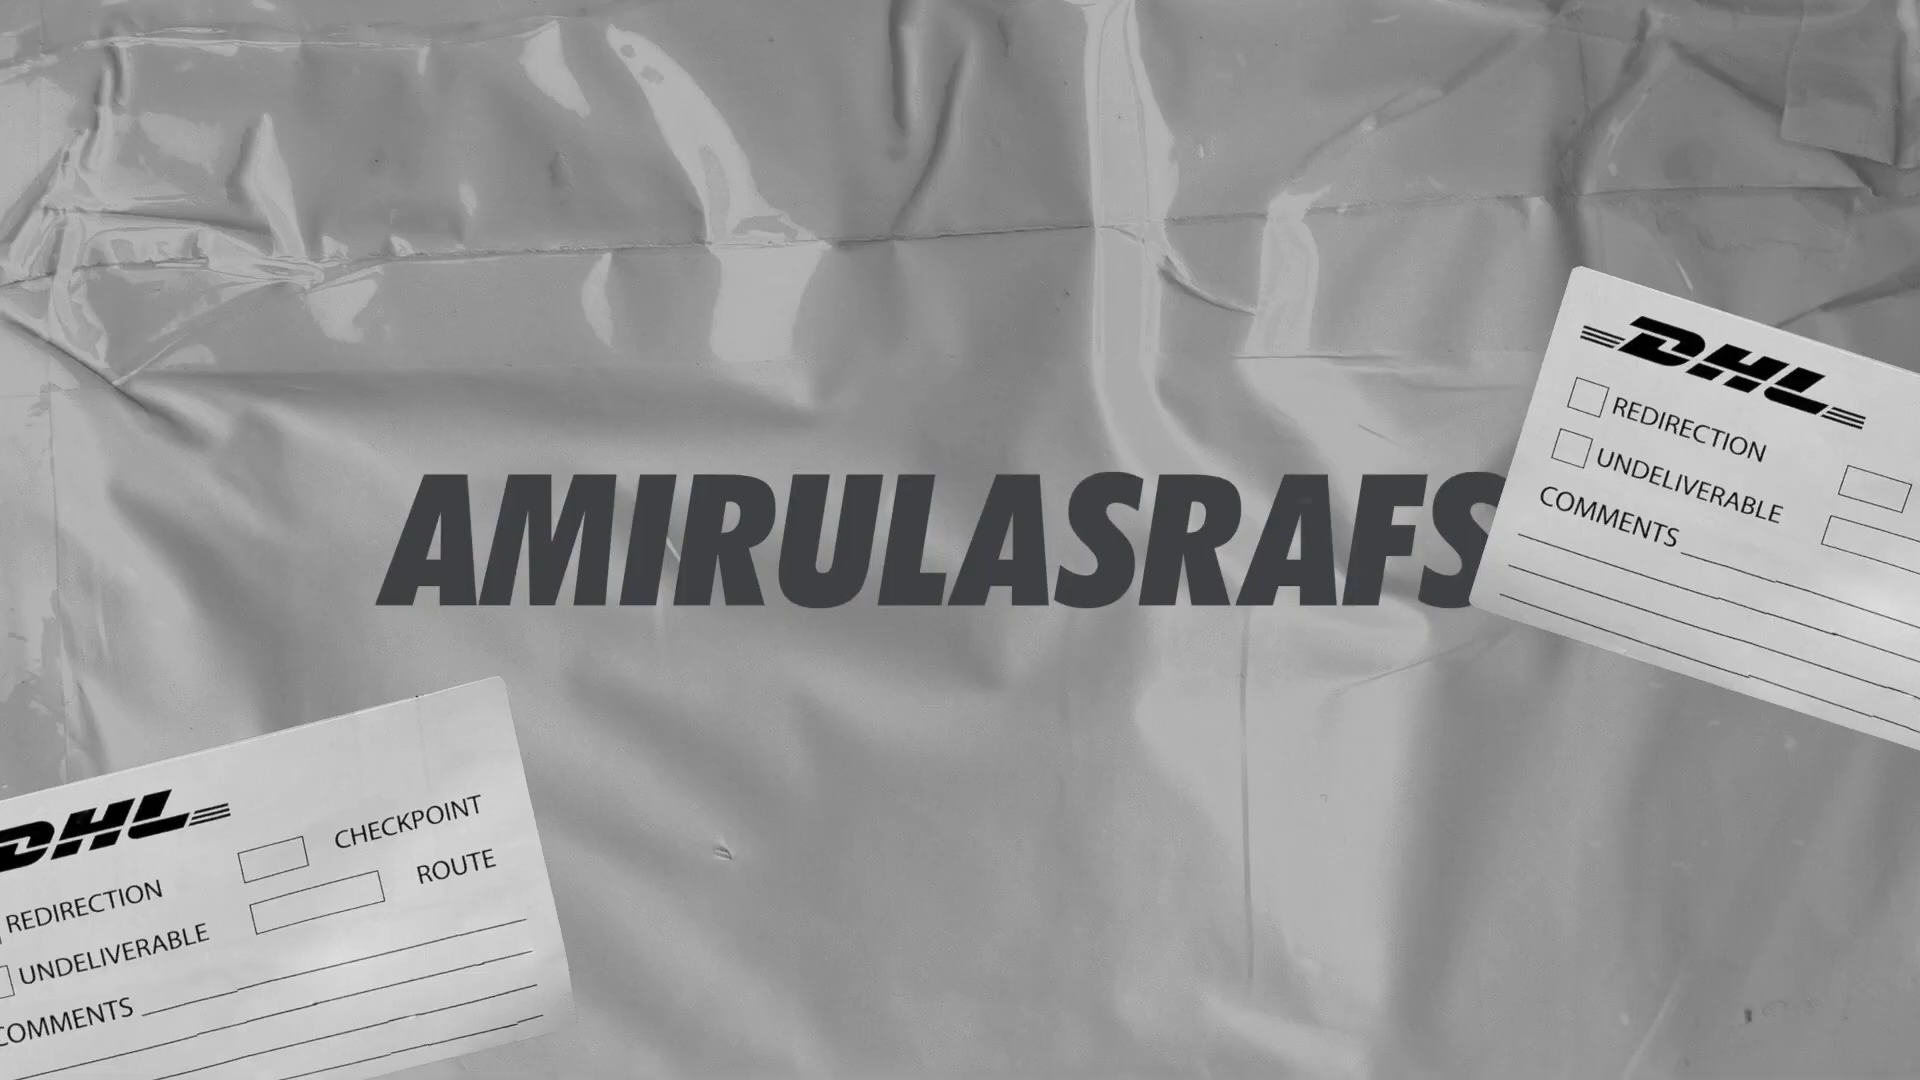 AMIRULASRAFS
DHL
REDIRECTION
UNDELIVERABLE
COMMENTS
DHL
CHECKPOINT
REDIRECTION
ROUTE
UNDELIVERABLE
COMMENTS